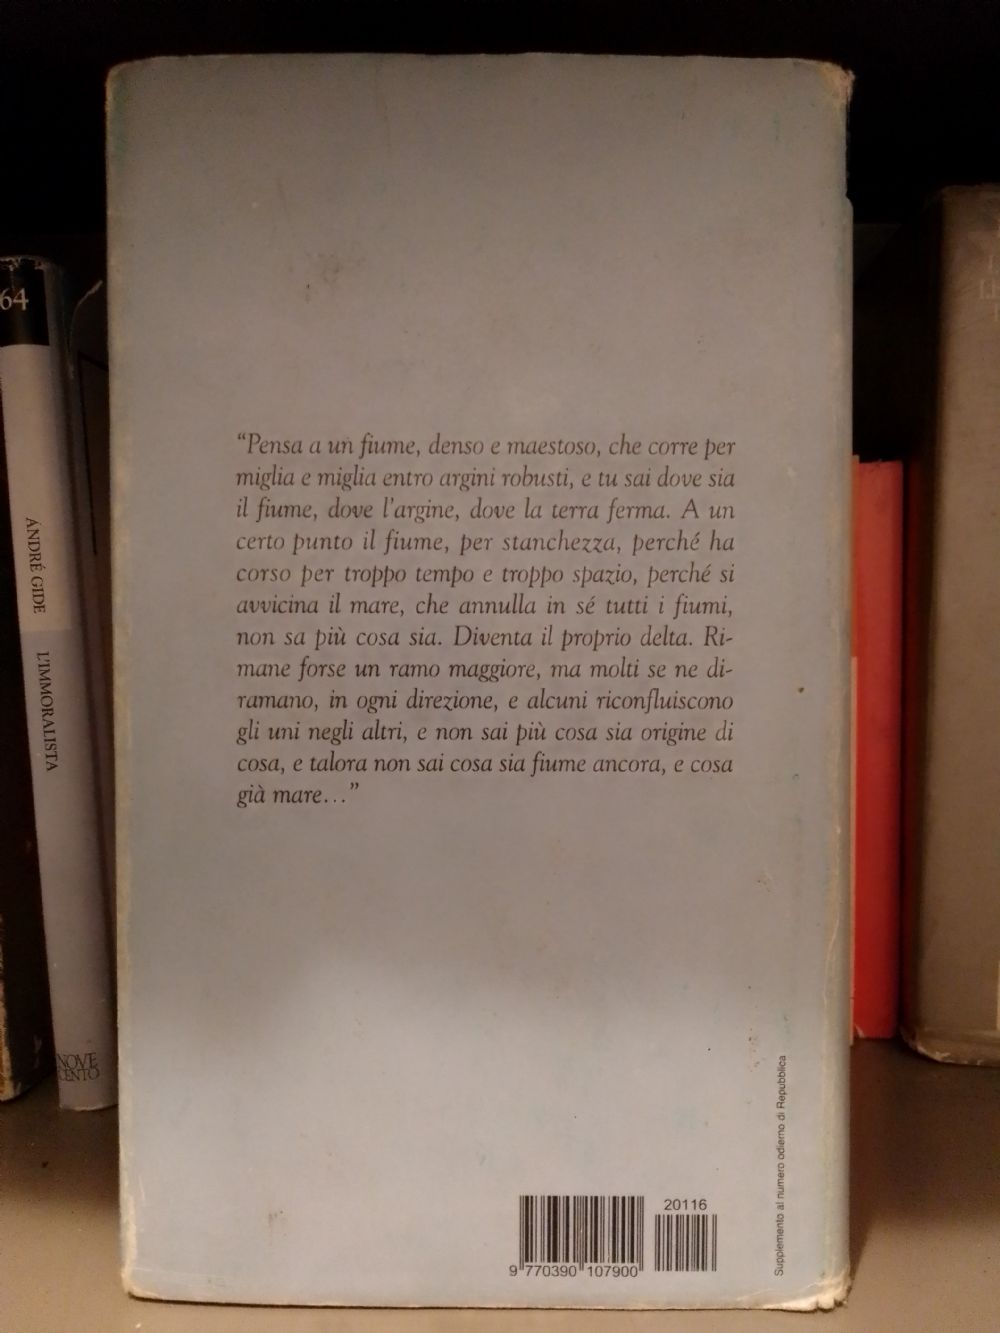 64
ANDRÉ GIDE
L'IMMORALISTA
NOVE
CENTO
“Pensa a un fiume, denso e maestoso, che corre per
miglia e miglia entro argini robusti, e tu sai dove sia
il fiume, dove l'argine, dove la terra ferma. A un
certo punto il fiume, per stanchezza, perché ha
corso per troppo tempo e troppo spazio, perché si
avvicina il mare, che annulla in sé tutti i fiumi,
non sa più cosa sia. Diventa il proprio delta. Ri-
mane forse un ramo maggiore, ma molti se ne di-
ramano, in ogni direzione, e alcuni riconfluiscono
gli uni negli altri, e non sai più cosa sia origine di
cosa, e talora non sai cosa sia fiume ancora, e cosa
già mare...”
Supplemento al numero odierno di Repubblica
20116
9 770390 107900